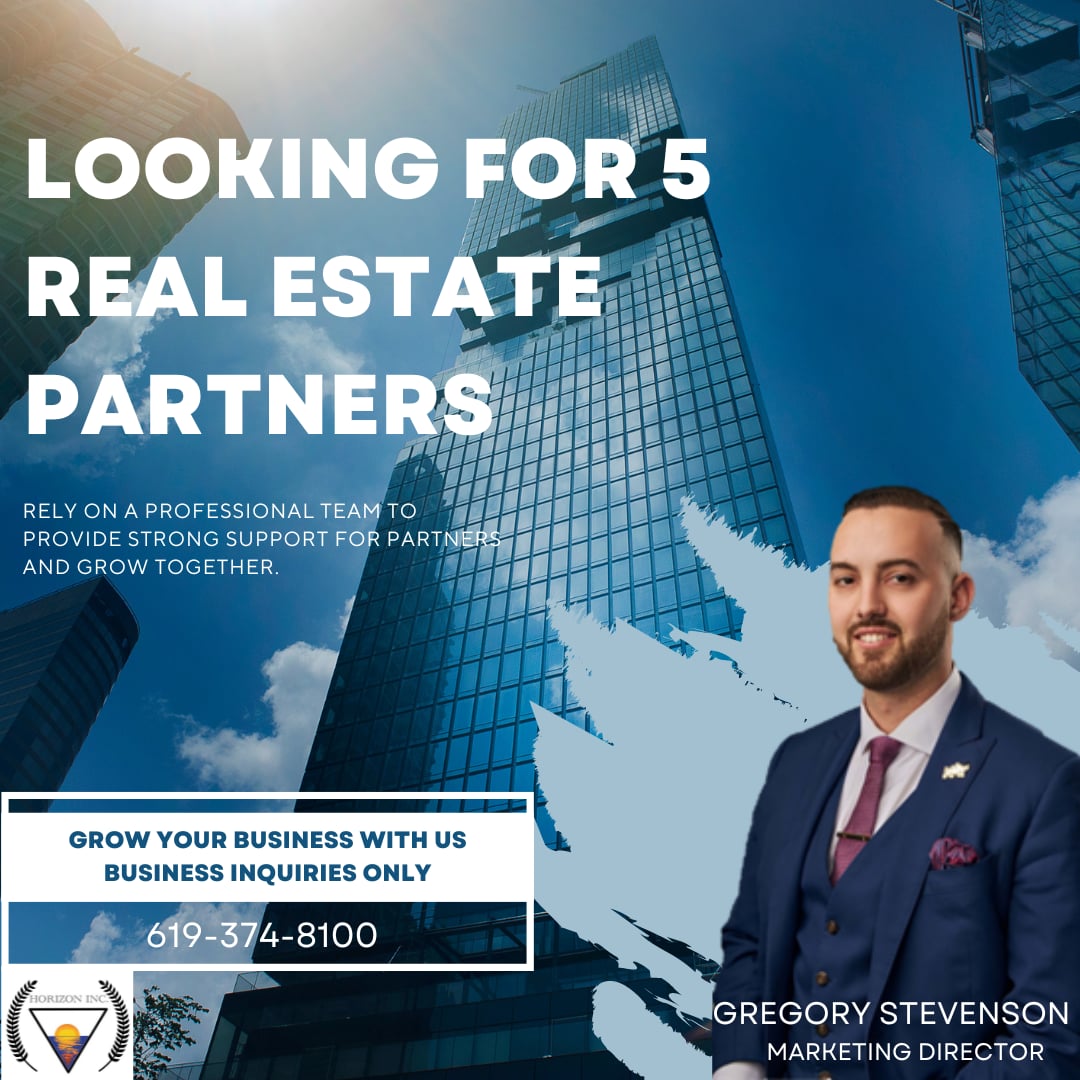 LOOKING FOR 5
REAL ESTATE
PARTNERS
RELY ON A PROFESSIONAL TEAM TO
PROVIDE STRONG SUPPORT FOR PARTNERS
AND GROW TOGETHER.
GROW YOUR BUSINESS WITH US
BUSINESS INQUIRIES ONLY
619-374-8100
HORIZON INC.
GREGORY STEVENSON
MARKETING DIRECTOR